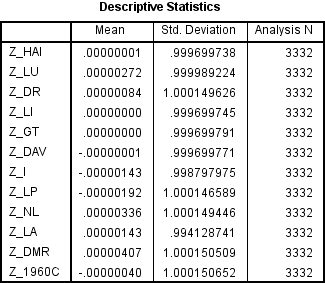 Descriptive Statistics
Mean Std. Deviation Analysis N
Z_HAI .00000001 .999699738 3332
Z_LU .00000272 .999989224 3332
Z_DR .00000084 1.000149626 3332
Z_LI .00000000 .999699745 3332
Z_GT .00000000 .999699791 3332
Z_DAV -.00000001 .999699771 3332
Z_I -.00000143 .998797975 3332
Z_LP -.00000192 1.000146589 3332
Z_NL .00000336 1.000149446 3332
Z_LA .00000143 .994128741 3332
Z_DMR .00000407 1.000150509 3332
Z_1960C -.00000040 1.000150652 3332